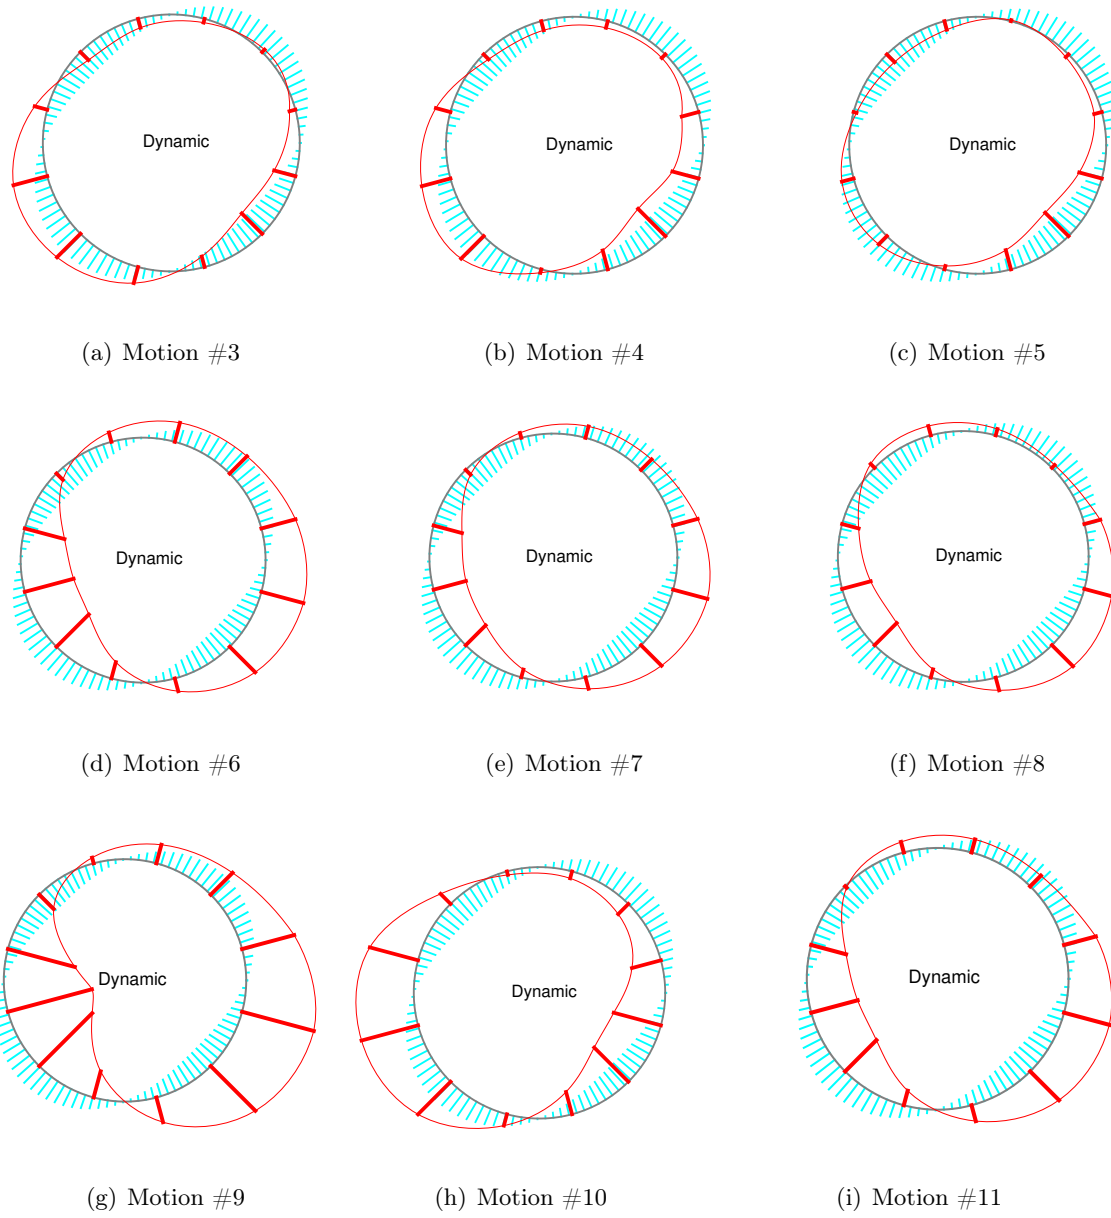 Dynamic Dynamic Dynamic
(a) Motion #3 (b) Motion #4 (c) Motion #5
Dynamic Dynamic Dynamic
(d) Motion #6 (e) Motion #7 (f) Motion #8
Dynamic Dynamic Dynamic
(g) Motion #9 (h) Motion #10 (i) Motion #11